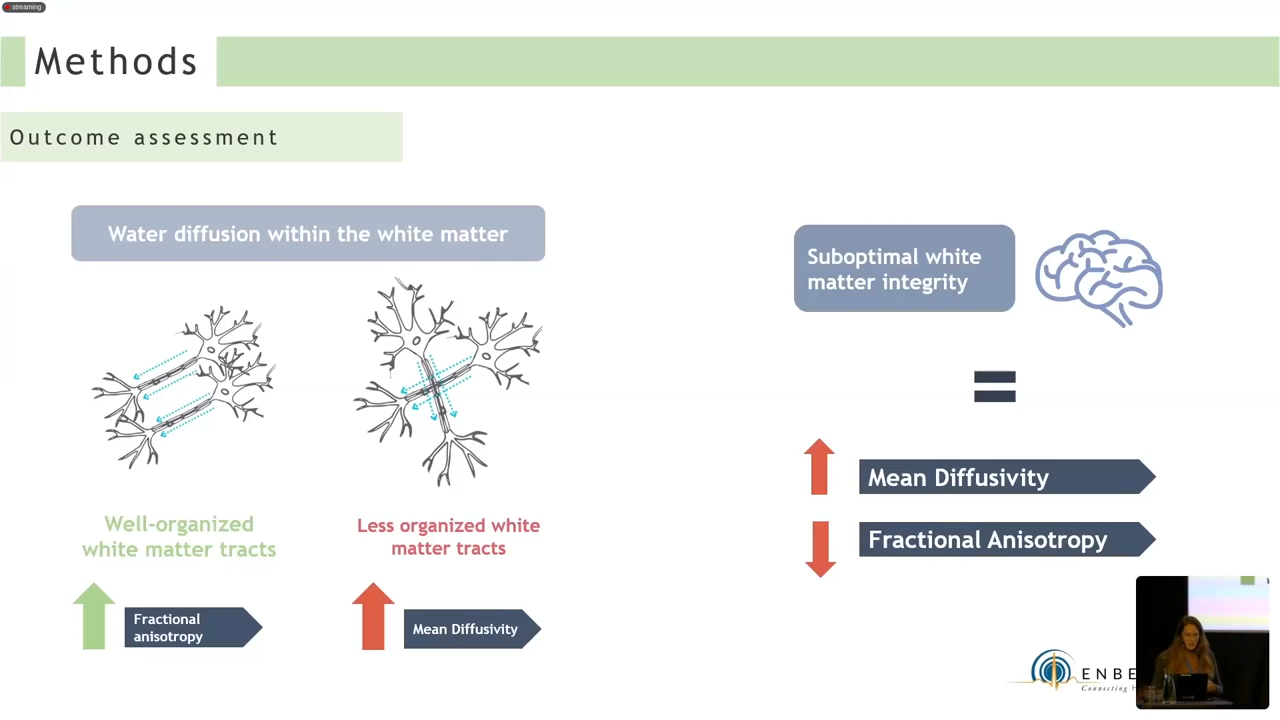 streaming
Methods
Outcome assessment
Water diffusion within the white matter
Well-organized
white matter tracts
Less organized white
matter tracts
Fractional
anisotropy
Mean Diffusivity
Suboptimal white
matter integrity
=
Mean Diffusivity
Fractional Anisotropy
ENBE
Connecting H